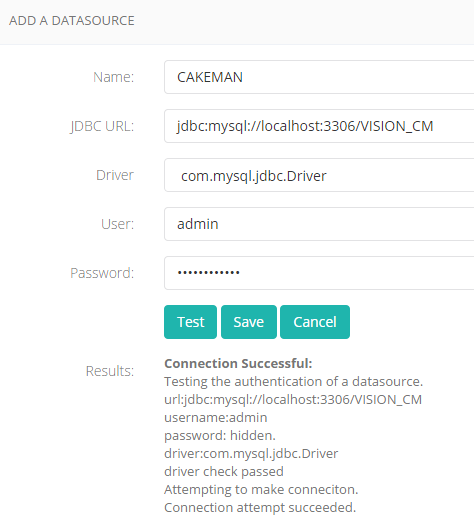 ADD A DATASOURCE
Name: CAKEMAN
JDBC URL: jdbc:mysql://localhost:3306/VISION_CM
Driver com.mysql.jdbc.Driver
User: admin
Password: ••••••••••••
Test Save Cancel
Results: Connection Successful:
Testing the authentication of a datasource.
url:jdbc:mysql://localhost:3306/VISION_CM
username:admin
password: hidden.
driver:com.mysql.jdbc.Driver
driver check passed
Attempting to make conneciton.
Connection attempt succeeded.